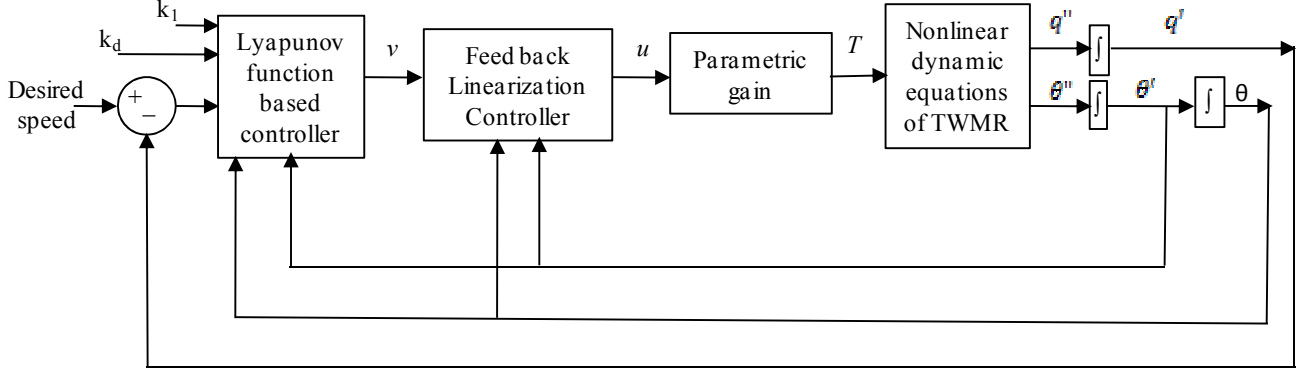 k1
kd
Desired
speed
+
−
Lyapunov
function
based
controller
v
Feed back
Linearization
Controller
u
Parametric
gain
T
Nonlinear
dynamic
equations
of TWMR
q''
∫
q'
θ''
∫
θ'
∫
θ